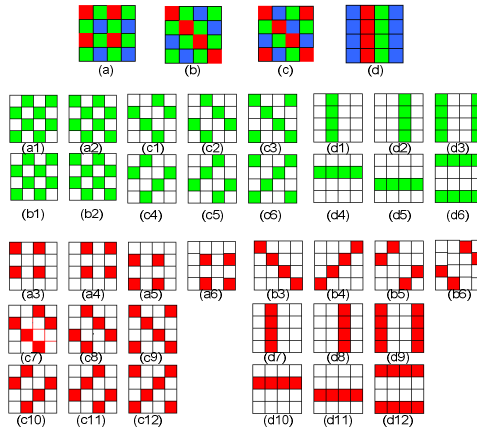 (a) (b) (c) (d)
(a1) (a2) (c1) (c2) (c3) (d1) (d2) (d3)
(b1) (b2) (c4) (c5) (c6) (d4) (d5) (d6)
(a3) (a4) (a5) (a6) (b3) (b4) (b5) (b6)
(c7) (c8) (c9) (d7) (d8) (d9)
(c10) (c11) (c12) (d10) (d11) (d12)